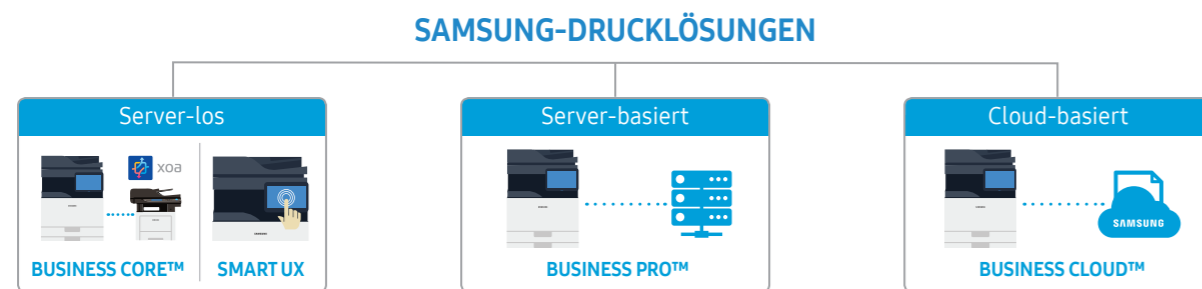 SAMSUNG-DRUCKLÖSUNGEN
Server-los
xoa
BUSINESS CORE™
SMART UX
Server-basiert
BUSINESS PRO™
Cloud-basiert
SAMSUNG
BUSINESS CLOUD™